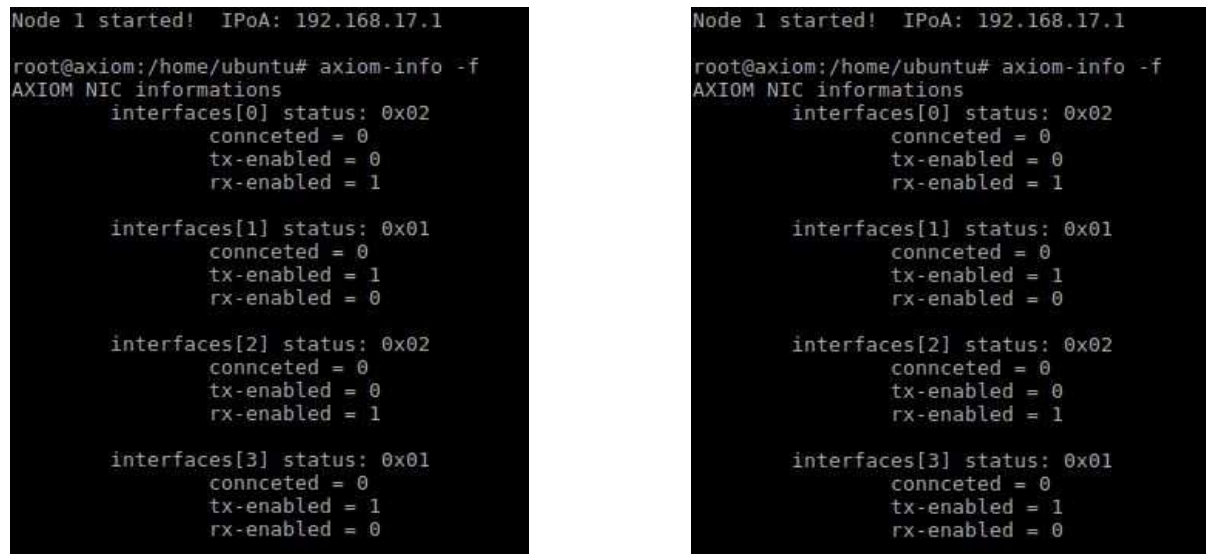 Node 1 started!  IPoA: 192.168.17.1
root@axiom:/home/ubuntu# axiom-info -f
AXIOM NIC informations
interfaces[0] status: 0x02
connceted = 0
tx-enabled = 0
rx-enabled = 1
interfaces[1] status: 0x01
connceted = 0
tx-enabled = 1
rx-enabled = 0
interfaces[2] status: 0x02
connceted = 0
tx-enabled = 0
rx-enabled = 1
interfaces[3] status: 0x01
connceted = 0
tx-enabled = 1
rx-enabled = 0
Node 1 started!  IPoA: 192.168.17.1
root@axiom:/home/ubuntu# axiom-info -f
AXIOM NIC informations
interfaces[0] status: 0x02
connceted = 0
tx-enabled = 0
rx-enabled = 1
interfaces[1] status: 0x01
connceted = 0
tx-enabled = 1
rx-enabled = 0
interfaces[2] status: 0x02
connceted = 0
tx-enabled = 0
rx-enabled = 1
interfaces[3] status: 0x01
connceted = 0
tx-enabled = 1
rx-enabled = 0